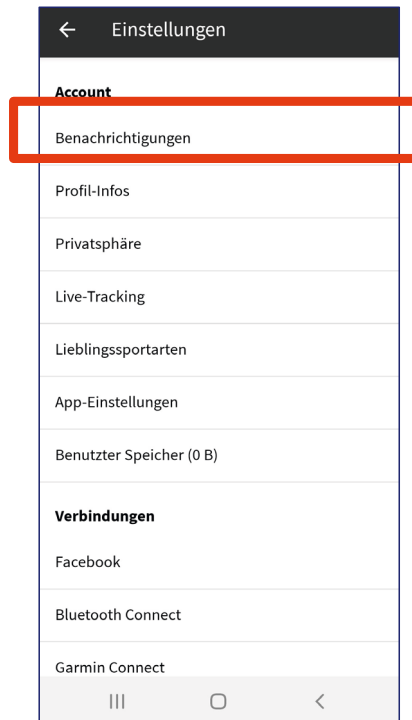 Einstellungen
Account
Benachrichtigungen
Profil-Infos
Privatsphäre
Live-Tracking
Lieblingssportarten
App-Einstellungen
Benutzter Speicher (0 B)
Verbindungen
Facebook
Bluetooth Connect
Garmin Connect